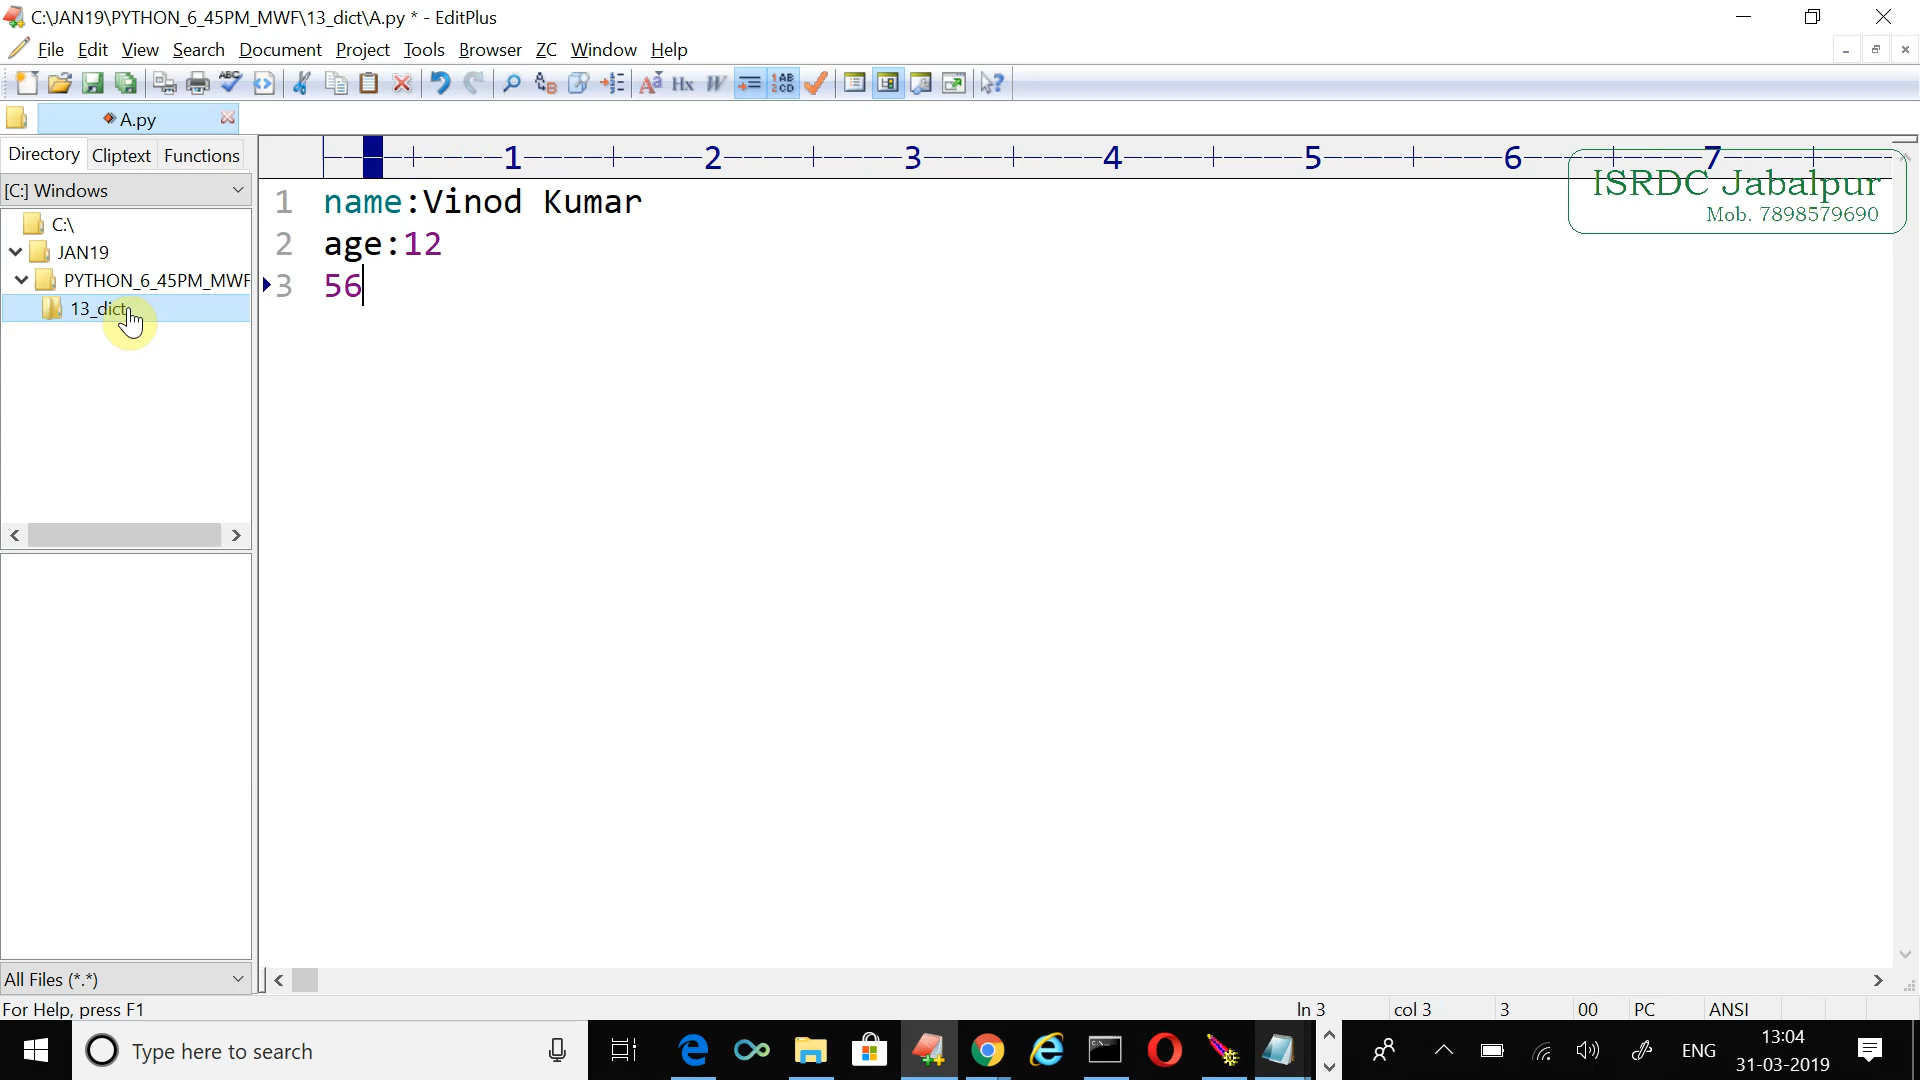 C:\JAN19\PYTHON_6_45PM_MWF\13_dict\A.py * - EditPlus
File Edit View Search Document Project Tools Browser ZC Window Help
A.py
Directory Cliptext Functions
1 2 3 4 5 6 7
[C:] Windows
ISRDC Jabalpur
Mob. 7898579690
C:\
JAN19
PYTHON_6_45PM_MWF
13_dict
1 name:Vinod Kumar
2 age:12
3 56
All Files (*.*)
For Help, press F1 ln 3 col 3 3 00 PC ANSI
Type here to search
ENG
13:04
31-03-2019